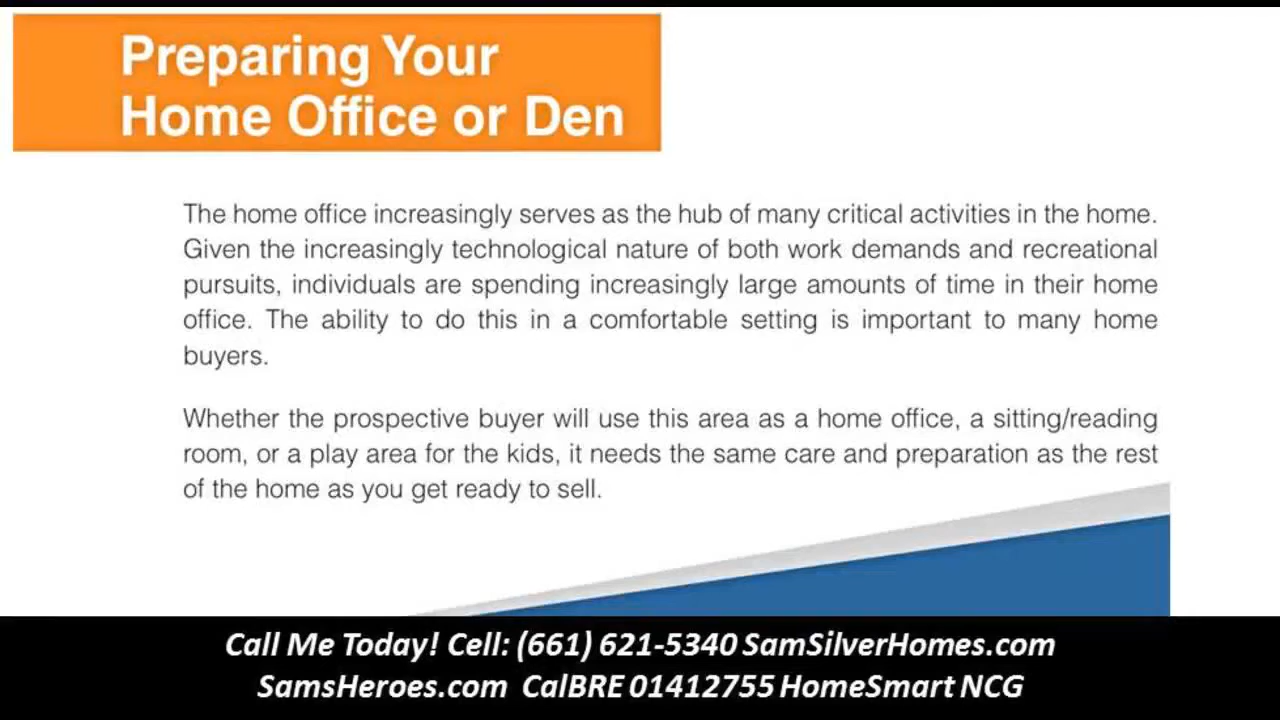 Preparing Your
Home Office or Den
The home office increasingly serves as the hub of many critical activities in the home.
Given the increasingly technological nature of both work demands and recreational
pursuits, individuals are spending increasingly large amounts of time in their home
office. The ability to do this in a comfortable setting is important to many home
buyers.
Whether the prospective buyer will use this area as a home office, a sitting/reading
room, or a play area for the kids, it needs the same care and preparation as the rest
of the home as you get ready to sell.
Call Me Today! Cell: (661) 621-5340 SamSilverHomes.com
SamsHeroes.com CalBRE 01412755 HomeSmart NCG